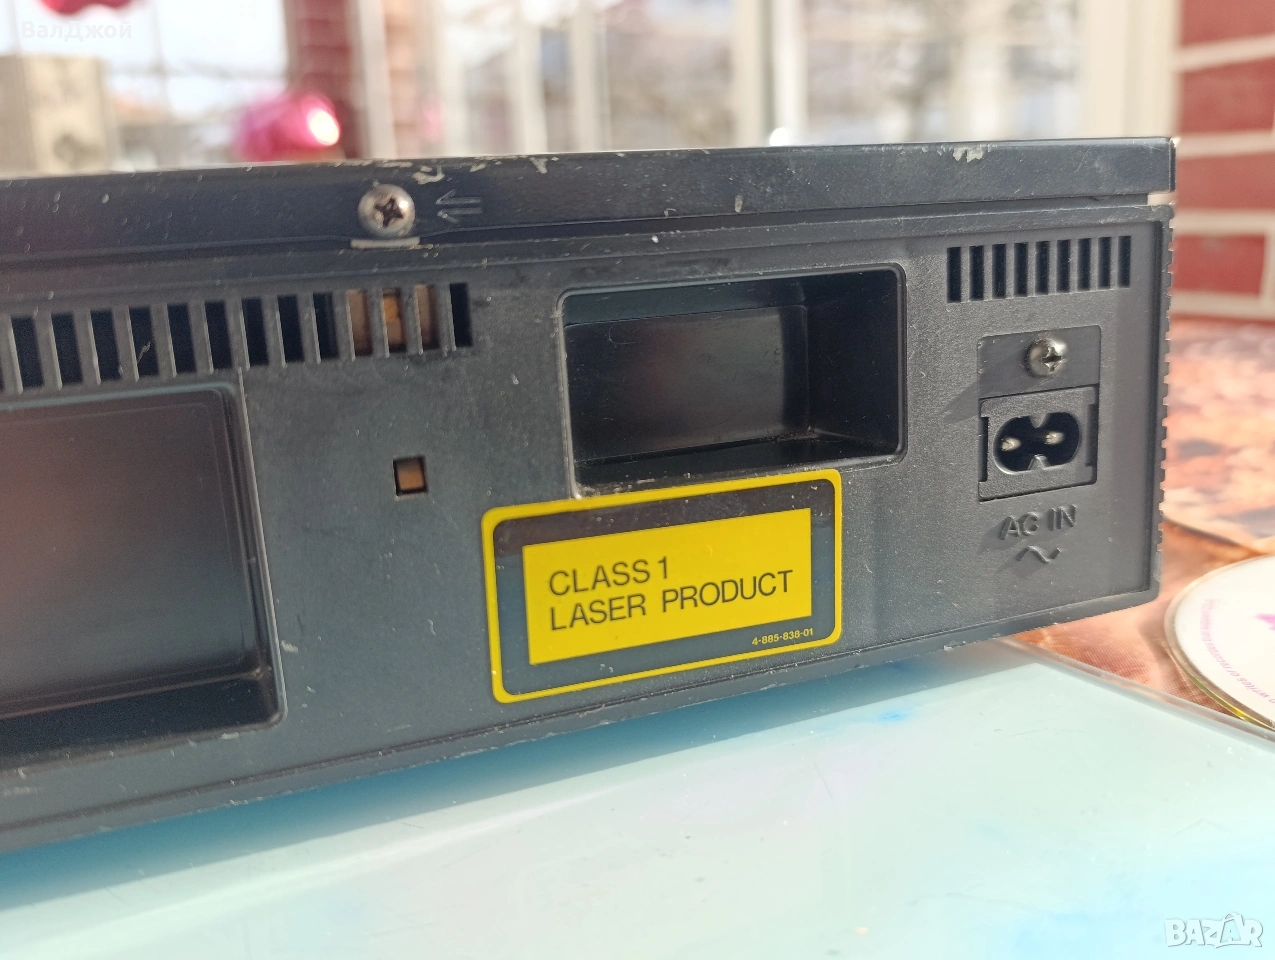 ВалДжой
CLASS 1
LASER PRODUCT
4-885-838-01
AC IN
BAZAR